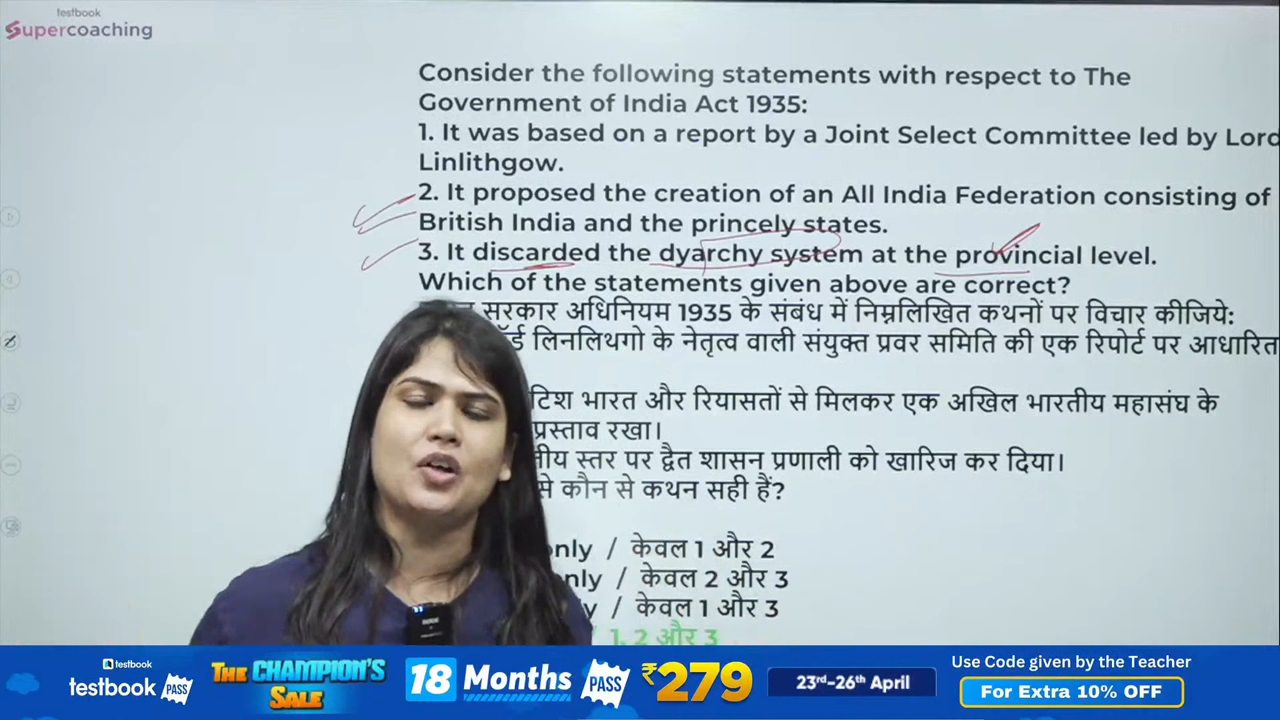 testbook
Supercoaching
Consider the following statements with respect to The
Government of India Act 1935:
1. It was based on a report by a Joint Select Committee led by Lord
Linlithgow.
2. It proposed the creation of an All India Federation consisting of
British India and the princely states.
3. It discarded the dyarchy system at the provincial level.
Which of the statements given above are correct?
सरकार अधिनियम 1935 के संबंध में निम्नलिखित कथनों पर विचार कीजिये:
लिनलिथगो के नेतृत्व वाली संयुक्त प्रवर समिति की एक रिपोर्ट पर आधारित
भारत और रियासतों से मिलकर एक अखिल भारतीय महासंघ के
प्रस्ताव रखा।
स्तर पर द्वैत शासन प्रणाली को खारिज कर दिया।
से कौन से कथन सही हैं?
only / केवल 1 और 2
only / केवल 2 और 3
/ केवल 1 और 3
1, 2 और 3
testbook
testbook PASS
THE CHAMPION'S
SALE
18 Months PASS ₹279
23rd-26th April
Use Code given by the Teacher
For Extra 10% OFF